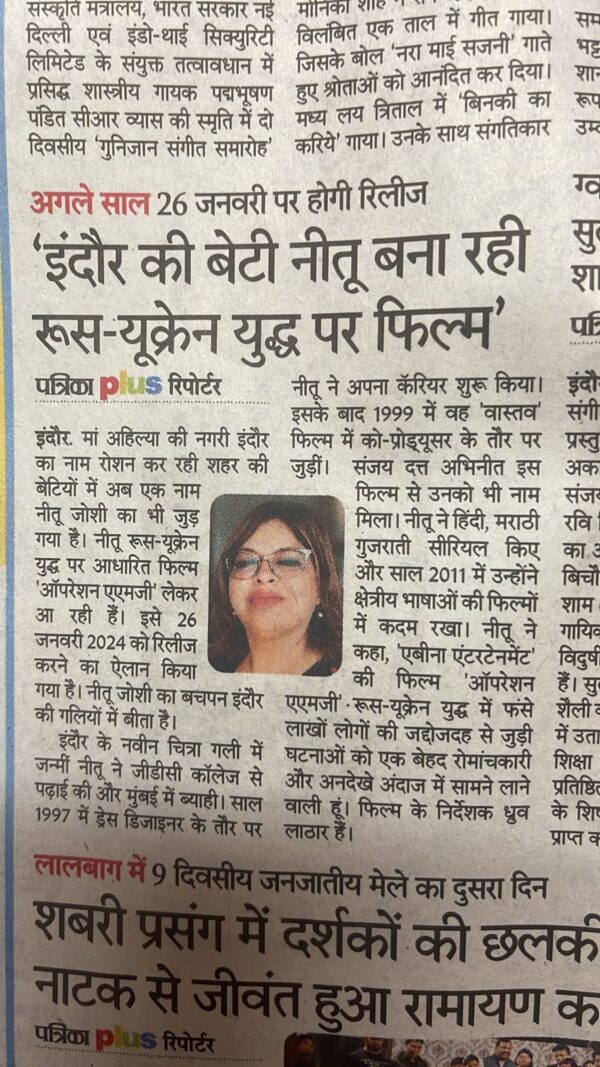 संस्कृति मंत्रालय, भारत सरकार नई
दिल्ली एवं इंडो-थाई सिक्युरिटी
लिमिटेड के संयुक्त तत्वावधान में
प्रसिद्ध शास्त्रीय गायक पद्मभूषण
पंडित सीआर व्यास की स्मृति में दो
दिवसीय 'गुनिजान संगीत समारोह'
विलंबित एक ताल में गीत गाया।
जिसके बोल 'नरा माई सजनी' गाते
हुए श्रोताओं को आनंदित कर दिया।
मध्य लय त्रिताल में 'बिनकी का
करिये' गाया। उनके साथ संगतिकार
अगले साल 26 जनवरी पर होगी रिलीज
'इंदौर की बेटी नीतू बना रही
रूस-यूक्रेन युद्ध पर फिल्म'
पत्रिका plus रिपोर्टर
इंदौर. मां अहिल्या की नगरी इंदौर
का नाम रोशन कर रही शहर की
बेटियों में अब एक नाम
नीतू जोशी का भी जुड़
गया है। नीतू रूस-यूक्रेन
युद्ध पर आधारित फिल्म
'ऑपरेशन एएमजी' लेकर
आ रही हैं। इसे 26
जनवरी 2024 को रिलीज
करने का ऐलान किया
गया है। नीतू जोशी का बचपन इंदौर
की गलियों में बीता है।
इंदौर के नवीन चित्रा गली में
जन्मीं नीतू ने जीडीसी कॉलेज से
पढ़ाई की और मुंबई में ब्याही। साल
1997 में ड्रेस डिजाइनर के तौर पर
नीतू ने अपना कॅरियर शुरू किया।
इसके बाद 1999 में वह 'वास्तव'
फिल्म में को-प्रोड्यूसर के तौर पर
जुड़ीं। संजय दत्त अभिनीत इस
फिल्म से उनको भी नाम
मिला। नीतू ने हिंदी, मराठी
गुजराती सीरियल किए
और साल 2011 में उन्होंने
क्षेत्रीय भाषाओं की फिल्मों
में कदम रखा। नीतू ने
कहा, 'एबीना एंटरटेनमेंट'
की फिल्म 'ऑपरेशन
एएमजी' रूस-यूक्रेन युद्ध में फंसे
लाखों लोगों की जद्दोजदह से जुड़ी
घटनाओं को एक बेहद रोमांचकारी
और अनदेखे अंदाज में सामने लाने
वाली हूं। फिल्म के निर्देशक ध्रुव
लाठार हैं।
लालबाग में 9 दिवसीय जनजातीय मेले का दुसरा दिन
शबरी प्रसंग में दर्शकों की छलकी
नाटक से जीवंत हुआ रामायण क
पत्रिका plus रिपोर्टर